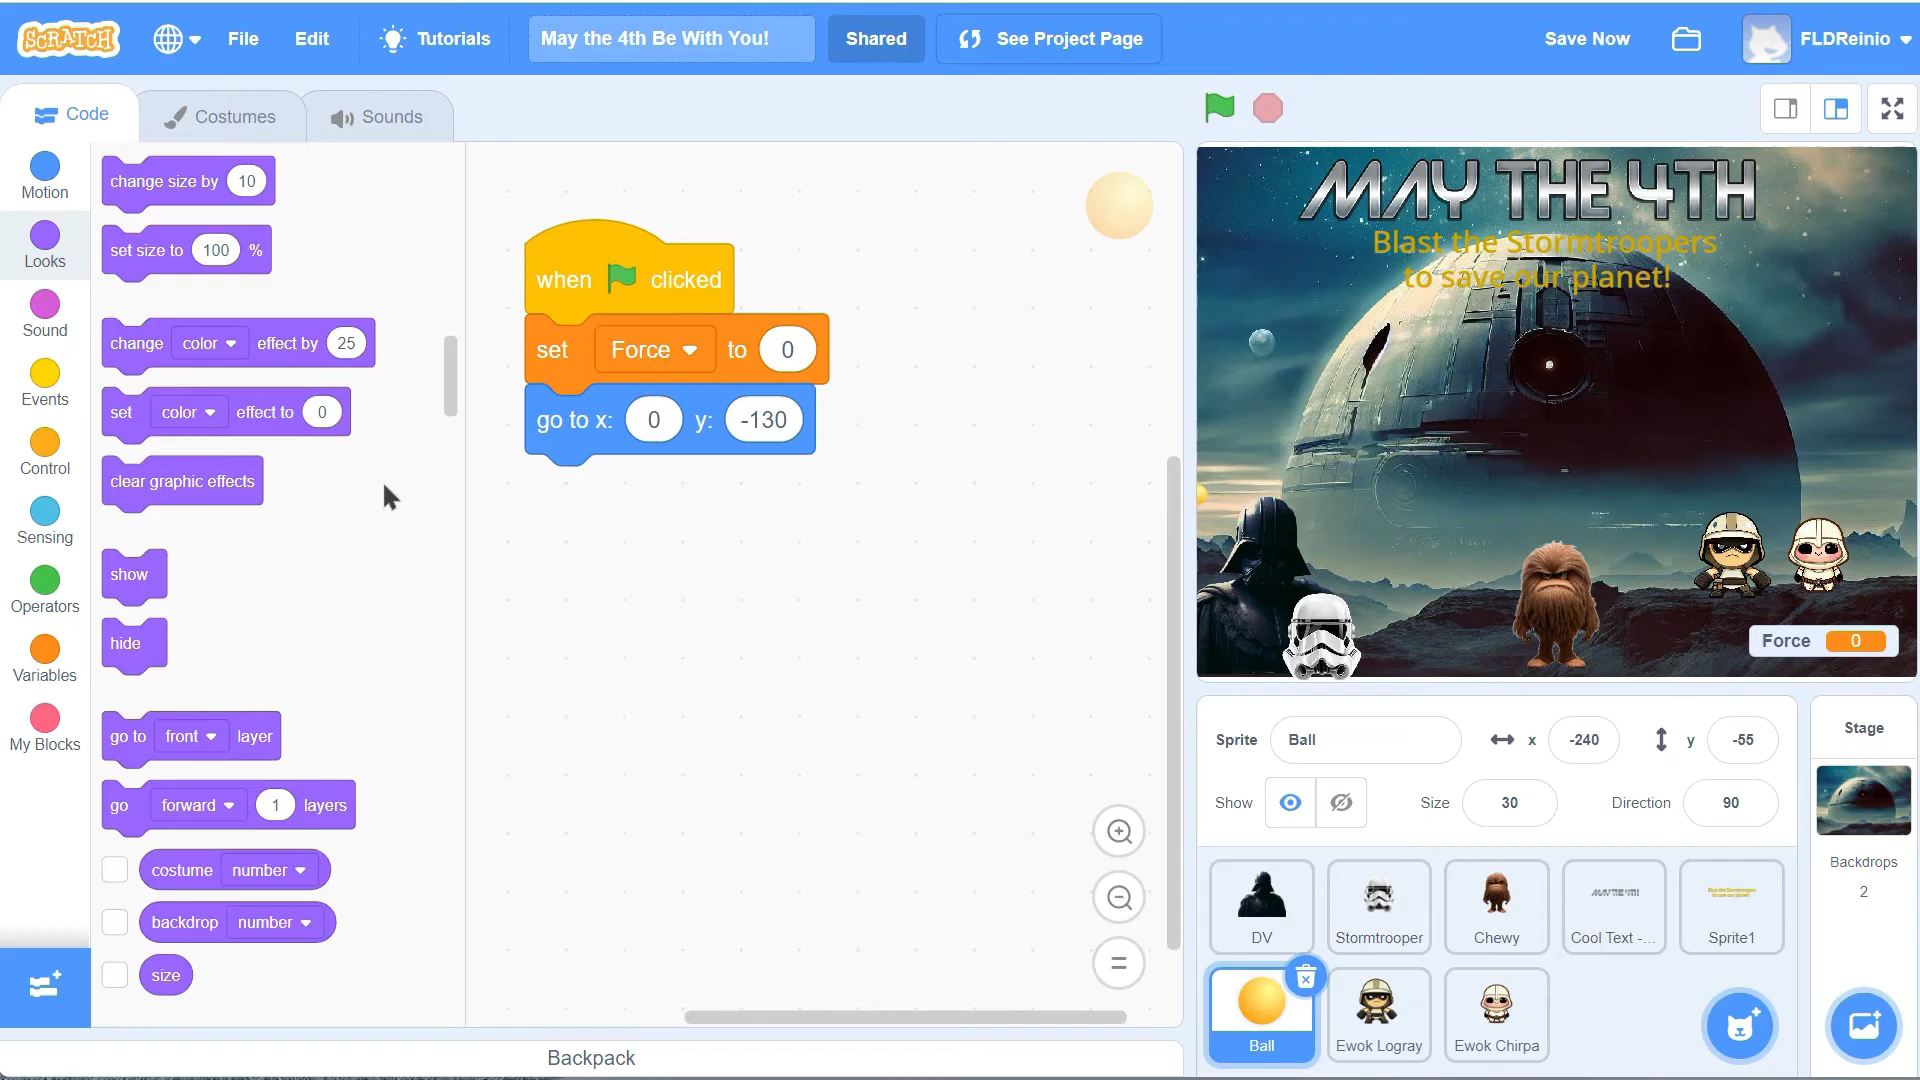 SCRATCH
File
Edit
Tutorials
May the 4th Be With You!
Shared
See Project Page
Save Now
FLDReinio
Code
Costumes
Sounds
Motion
Looks
Sound
Events
Control
Sensing
Operators
Variables
My Blocks
change size by 10
set size to 100 %
change color effect by 25
set color effect to 0
clear graphic effects
show
hide
go to front layer
go forward 1 layers
costume number
backdrop number
size
when clicked
set Force to 0
go to x: 0 y: -130
MAY THE 4TH
Blast the Stormtroopers
to save our planet!
Force 0
Sprite Ball x -240 y -55
Show Size 30 Direction 90
DV
Stormtrooper
Chewy
Cool Text -...
Sprite1
Ball
Ewok Logray
Ewok Chirpa
Stage
Backdrops
2
Backpack